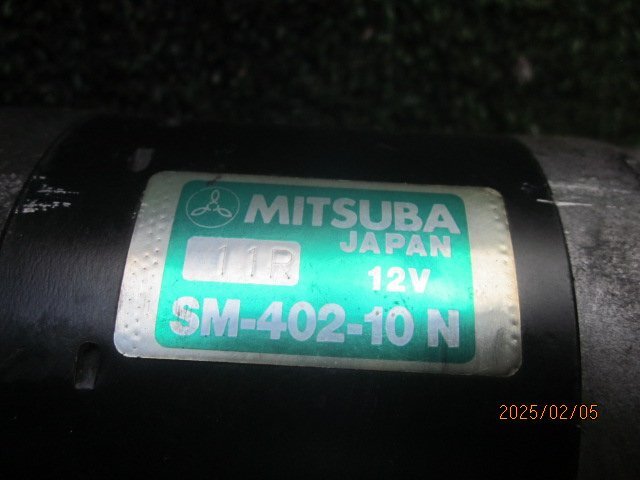 MITSUBA
JAPAN
11R
12V
SM-402-10 N
2025/02/05